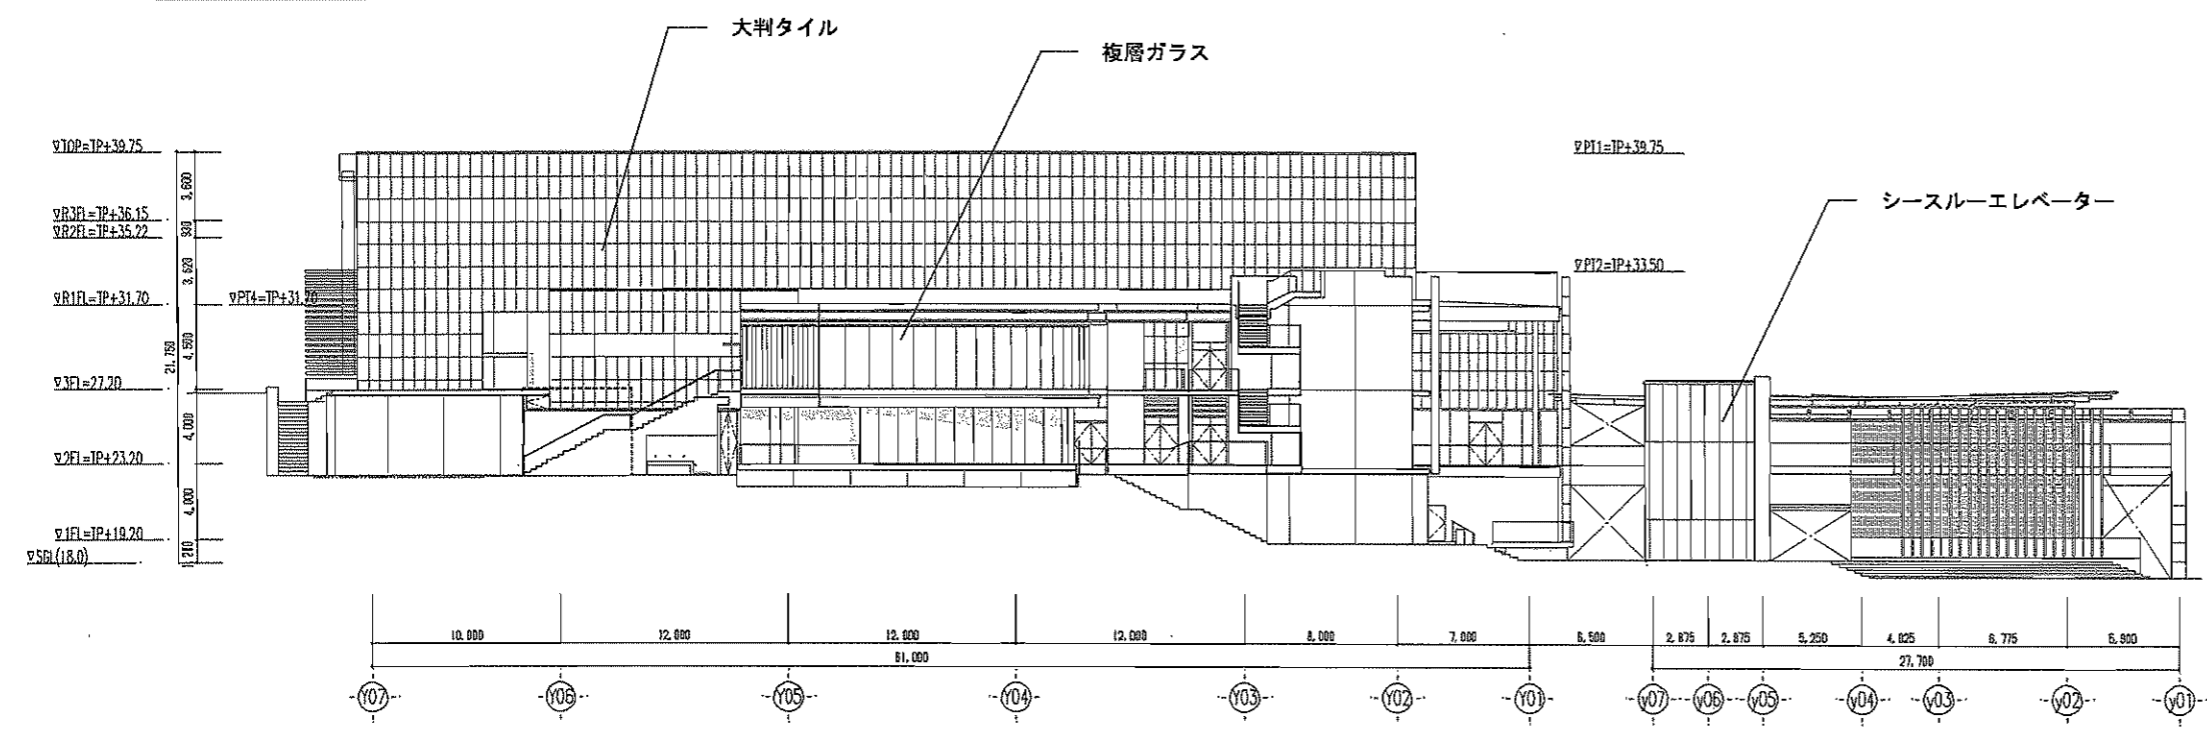 大判タイル
複層ガラス
シースルーエレベーター
▽TOP=TP+39.75
▽PT1=TP+39.75
3,600
▽R3FL=TP+36.15
930
▽R2FL=TP+35.22
3,620
▽PT2=TP+33.50
▽R1FL=TP+31.70
▽PT4=TP+31.70
21,750
4,500
▽3FL=27.20
4,000
▽2FL=TP+23.20
4,000
▽1FL=TP+19.20
▽SGL(18.0)
10,000
12,000
12,000
12,000
8,000
7,000
6,500
2,875
2,875
5,250
4,025
6,775
5,900
61,000
27,700
Y07
Y06
Y05
Y04
Y03
Y02
Y01
y07
y06
y05
y04
y03
y02
y01